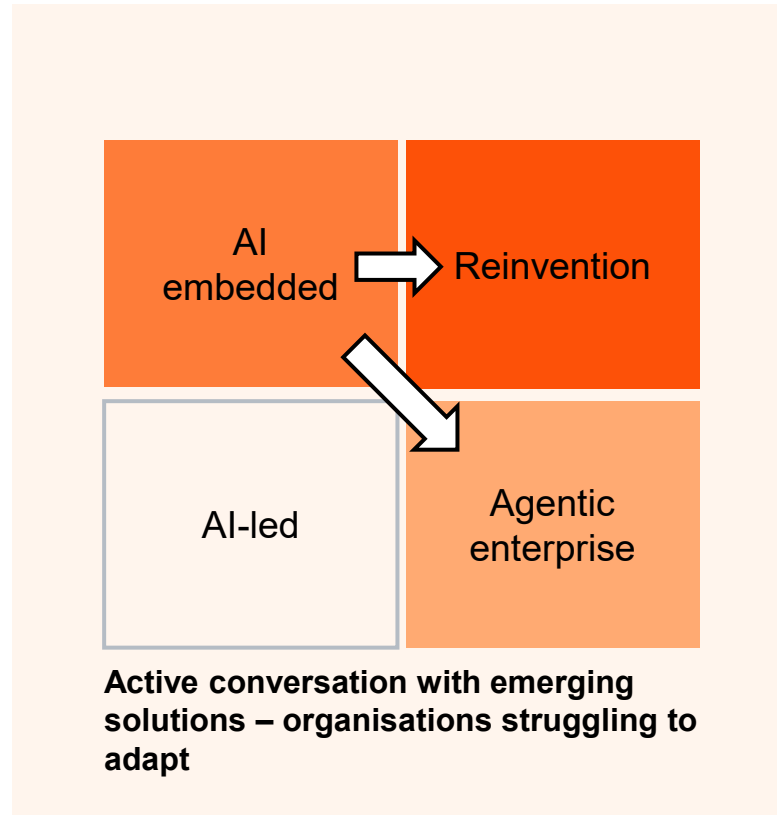 AI
embedded
Reinvention
AI-led
Agentic
enterprise
Active conversation with emerging
solutions – organisations struggling to
adapt